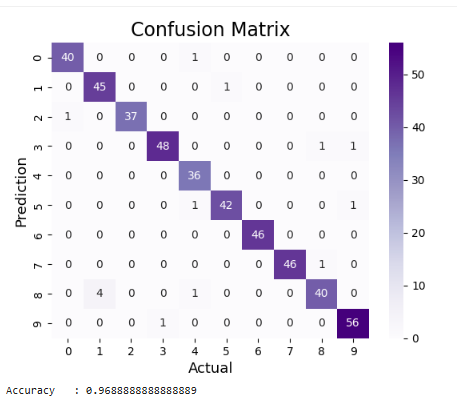 Confusion Matrix
0 40 0 0 0 1 0 0 0 0 0
1 0 45 0 0 0 1 0 0 0 0
2 1 0 37 0 0 0 0 0 0 0
3 0 0 0 48 0 0 0 0 1 1
4 0 0 0 0 36 0 0 0 0 0
5 0 0 0 0 1 42 0 0 0 1
6 0 0 0 0 0 0 46 0 0 0
7 0 0 0 0 0 0 0 46 1 0
8 0 4 0 0 1 0 0 0 40 0
9 0 0 0 1 0 0 0 0 0 56
0 1 2 3 4 5 6 7 8 9
Prediction
Actual
50
40
30
20
10
0
Accuracy : 0.9688888888888889